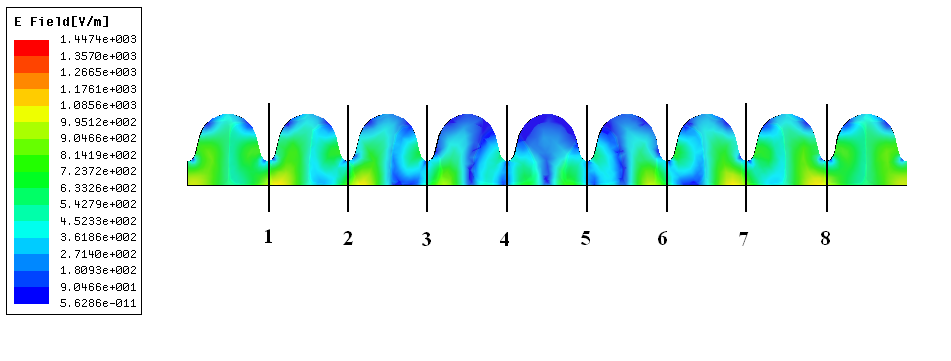 E Field[V/m]
1.4474e+003
1.3570e+003
1.2665e+003
1.1761e+003
1.0856e+003
9.9512e+002
9.0466e+002
8.1419e+002
7.2372e+002
6.3326e+002
5.4279e+002
4.5233e+002
3.6186e+002
2.7140e+002
1.8093e+002
9.0466e+001
5.6286e-011
1 2 3 4 5 6 7 8